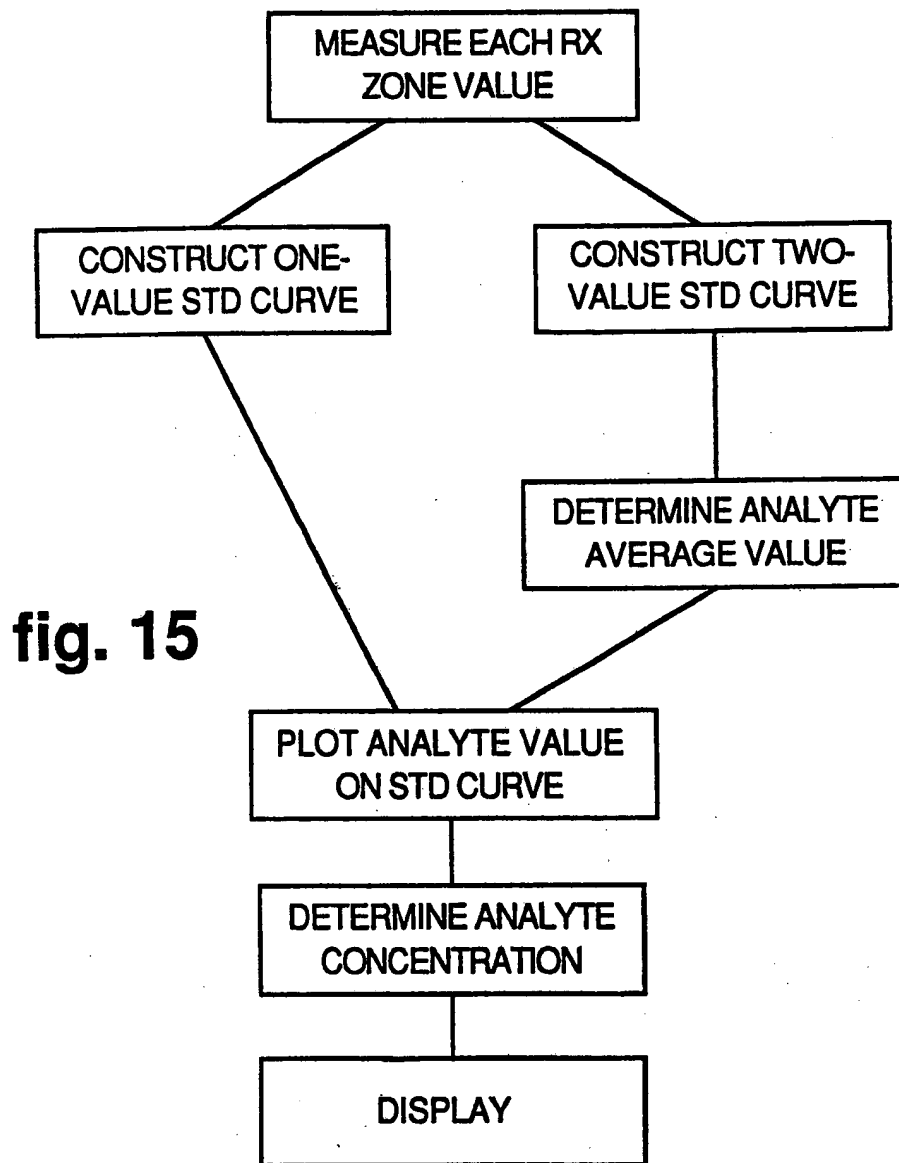 MEASURE EACH RX
ZONE VALUE
CONSTRUCT ONE-
VALUE STD CURVE
CONSTRUCT TWO-
VALUE STD CURVE
DETERMINE ANALYTE
AVERAGE VALUE
fig. 15
PLOT ANALYTE VALUE
ON STD CURVE
DETERMINE ANALYTE
CONCENTRATION
DISPLAY